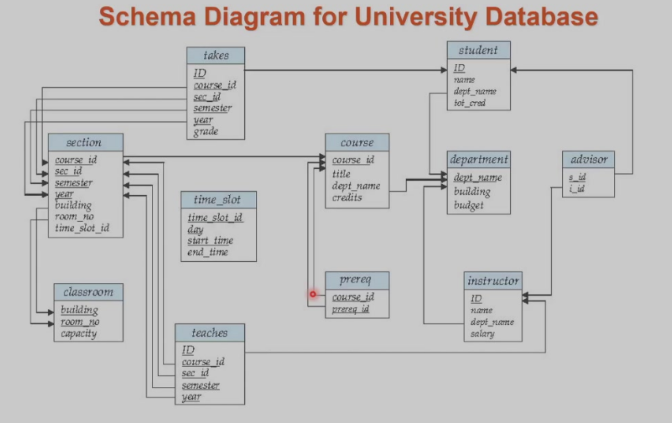 Schema Diagram for University Database
takes
ID
course_id
sec_id
semester
year
grade
student
ID
name
dept_name
tot_cred
section
course_id
sec_id
semester
year
building
room_no
time_slot_id
course
course_id
title
dept_name
credits
department
dept_name
building
budget
advisor
s_id
i_id
time_slot
time_slot_id
day
start_time
end_time
classroom
building
room_no
capacity
prereq
course_id
prereq_id
instructor
ID
name
dept_name
salary
teaches
ID
course_id
sec_id
semester
year